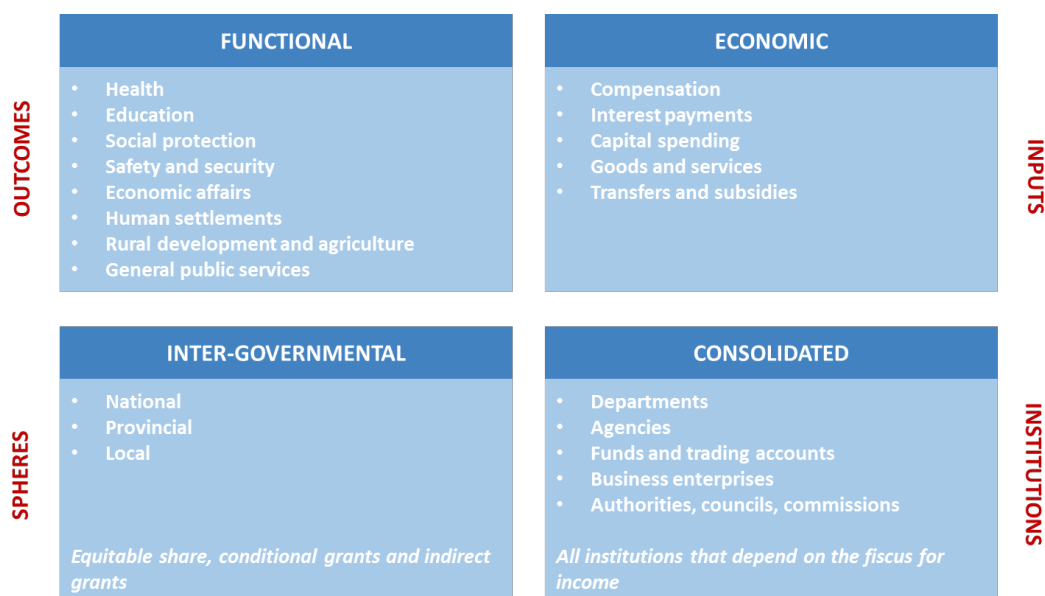 OUTCOMES
FUNCTIONAL
• Health
• Education
• Social protection
• Safety and security
• Economic affairs
• Human settlements
• Rural development and agriculture
• General public services
ECONOMIC
• Compensation
• Interest payments
• Capital spending
• Goods and services
• Transfers and subsidies
INPUTS
SPHERES
INTER-GOVERNMENTAL
• National
• Provincial
• Local
Equitable share, conditional grants and indirect
grants
CONSOLIDATED
• Departments
• Agencies
• Funds and trading accounts
• Business enterprises
• Authorities, councils, commissions
All institutions that depend on the fiscus for
income
INSTITUTIONS